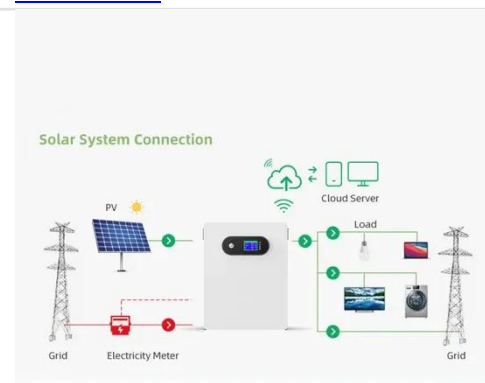 Solar System Connection
Cloud Server
PV
Load
Grid
Electricity Meter
Grid